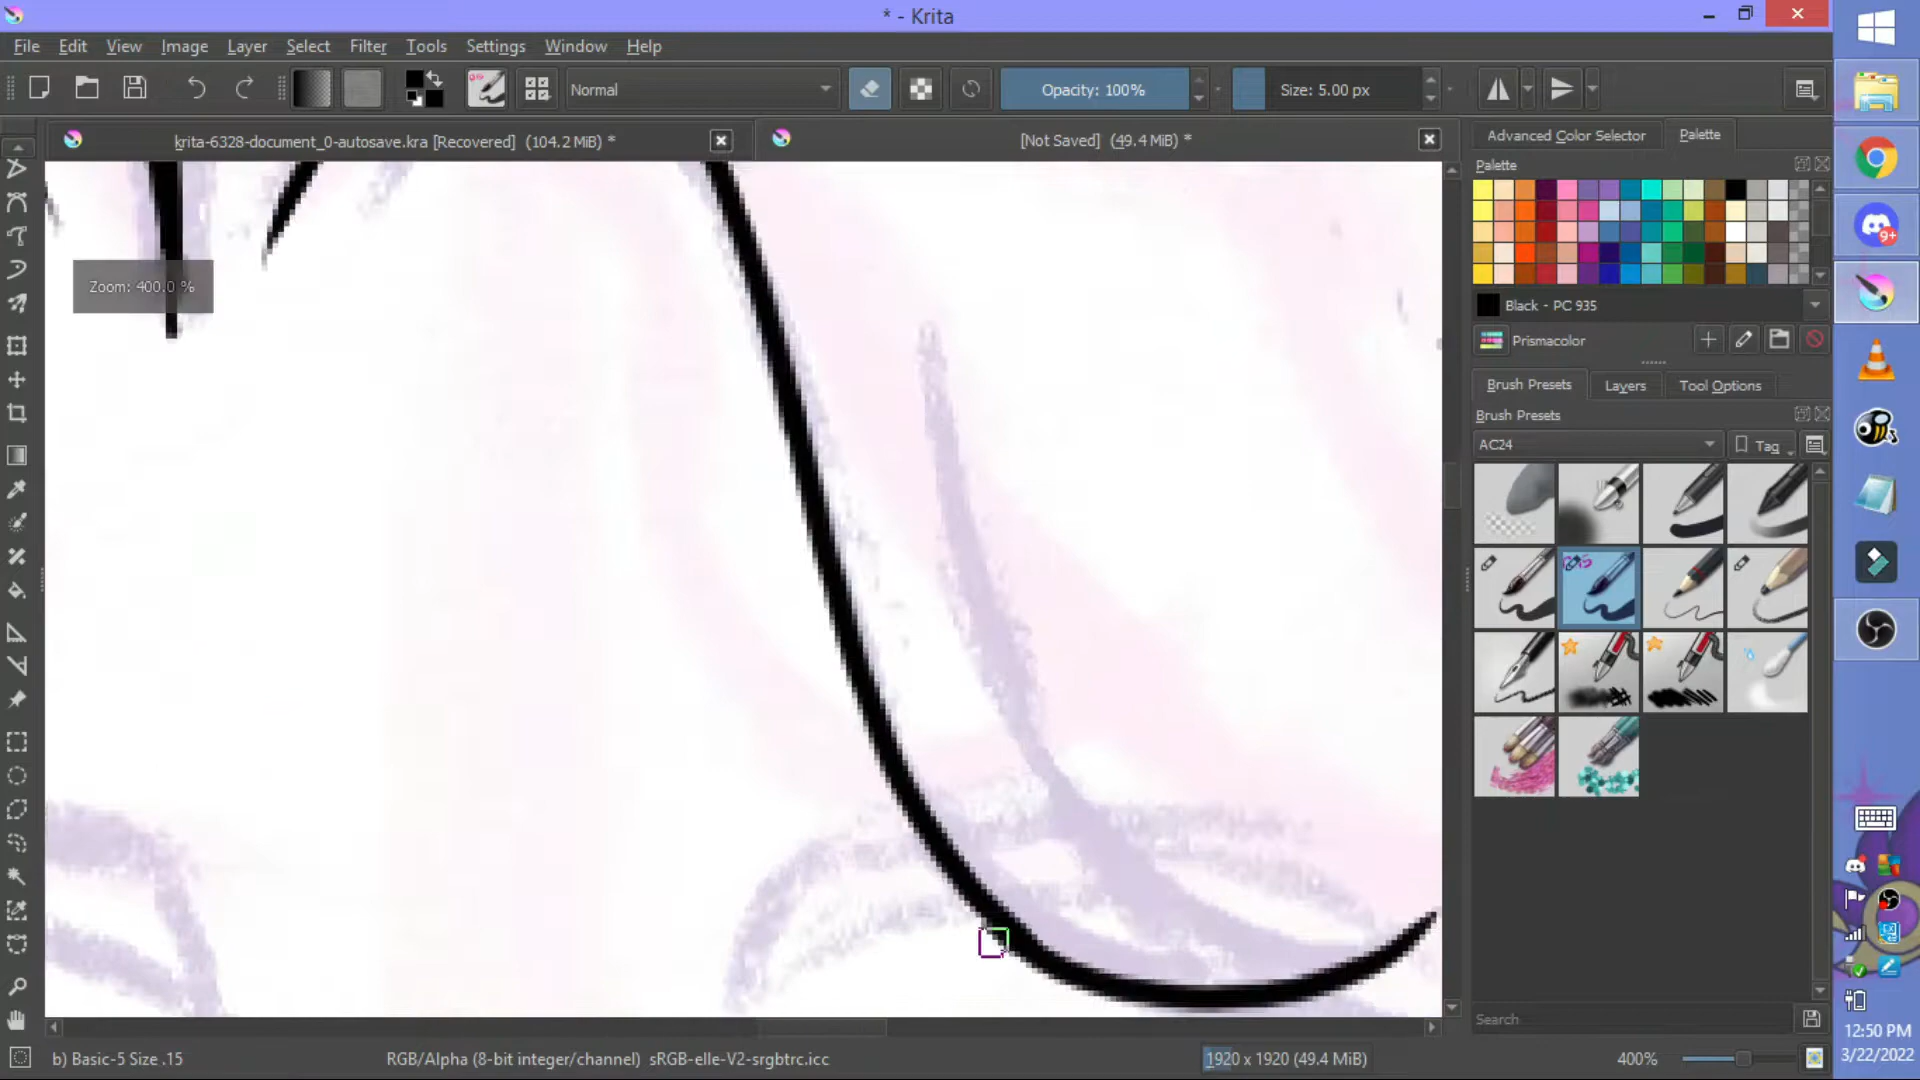 * - Krita
File Edit View Image Layer Select Filter Tools Settings Window Help
Normal
Opacity: 100%
Size: 5.00 px
krita-6328-document_0-autosave.kra [Recovered] (104.2 MiB) *
[Not Saved] (49.4 MiB) *
Advanced Color Selector
Palette
Palette
Zoom: 400.0 %
Black - PC 935
Prismacolor
Brush Presets
Layers
Tool Options
Brush Presets
AC24
Tag
Search
9+
b) Basic-5 Size .15
RGB/Alpha (8-bit integer/channel) sRGB-elle-V2-srgbtrc.icc
1920 x 1920 (49.4 MiB)
400%
12:50 PM
3/22/2022